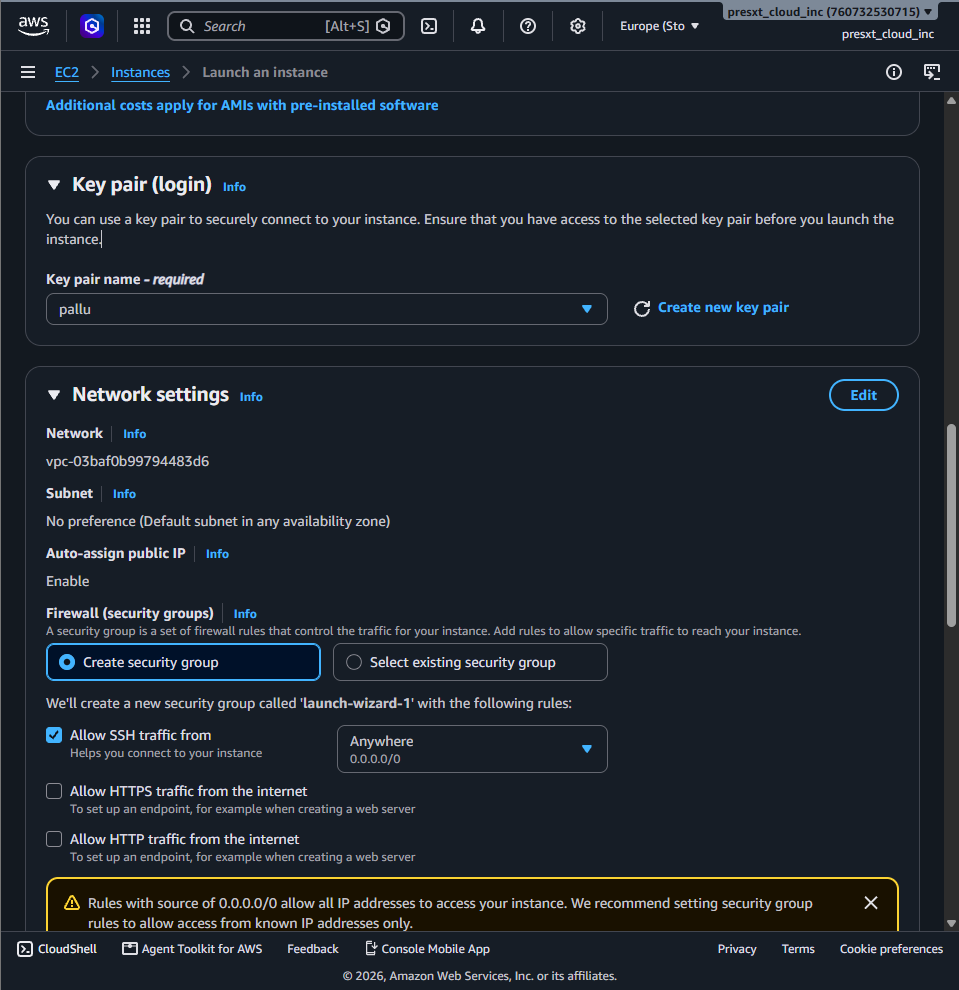 aws
Search [Alt+S]
Europe (Sto
presxt_cloud_inc (760732530715)
presxt_cloud_inc
EC2 Instances Launch an instance
Additional costs apply for AMIs with pre-installed software
Key pair (login) Info
You can use a key pair to securely connect to your instance. Ensure that you have access to the selected key pair before you launch the
instance.
Key pair name - required
pallu
Create new key pair
Network settings Info
Edit
Network Info
vpc-03baf0b99794483d6
Subnet Info
No preference (Default subnet in any availability zone)
Auto-assign public IP Info
Enable
Firewall (security groups) Info
A security group is a set of firewall rules that control the traffic for your instance. Add rules to allow specific traffic to reach your instance.
Create security group Select existing security group
We'll create a new security group called 'launch-wizard-1' with the following rules:
Allow SSH traffic from
Helps you connect to your instance
Anywhere
0.0.0.0/0
Allow HTTPS traffic from the internet
To set up an endpoint, for example when creating a web server
Allow HTTP traffic from the internet
To set up an endpoint, for example when creating a web server
Rules with source of 0.0.0.0/0 allow all IP addresses to access your instance. We recommend setting security group
rules to allow access from known IP addresses only.
CloudShell Agent Toolkit for AWS Feedback Console Mobile App Privacy Terms Cookie preferences
© 2026, Amazon Web Services, Inc. or its affiliates.